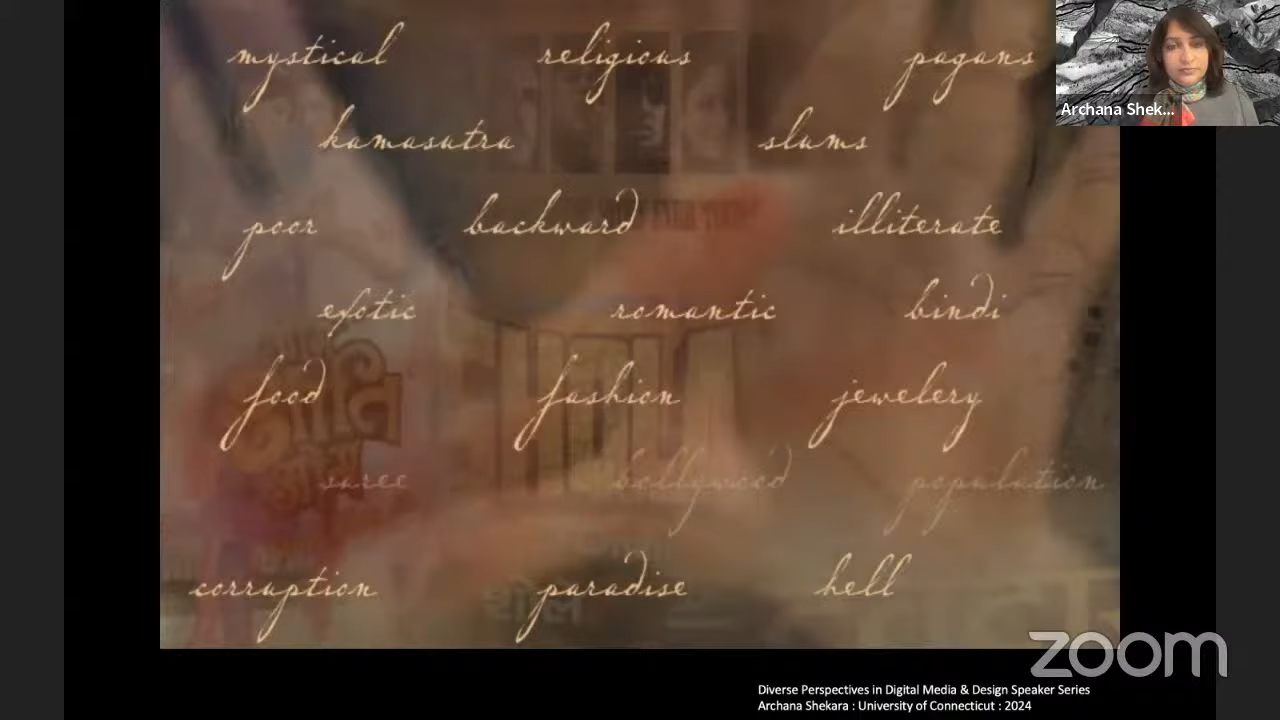 mystical religious pagans
Archana Shek...
kamasutra slums
poor backward illiterate
exotic romantic bindi
food fashion jewelery
saree bollywood population
corruption paradise hell
zoom
Diverse Perspectives in Digital Media & Design Speaker Series
Archana Shekara : University of Connecticut : 2024